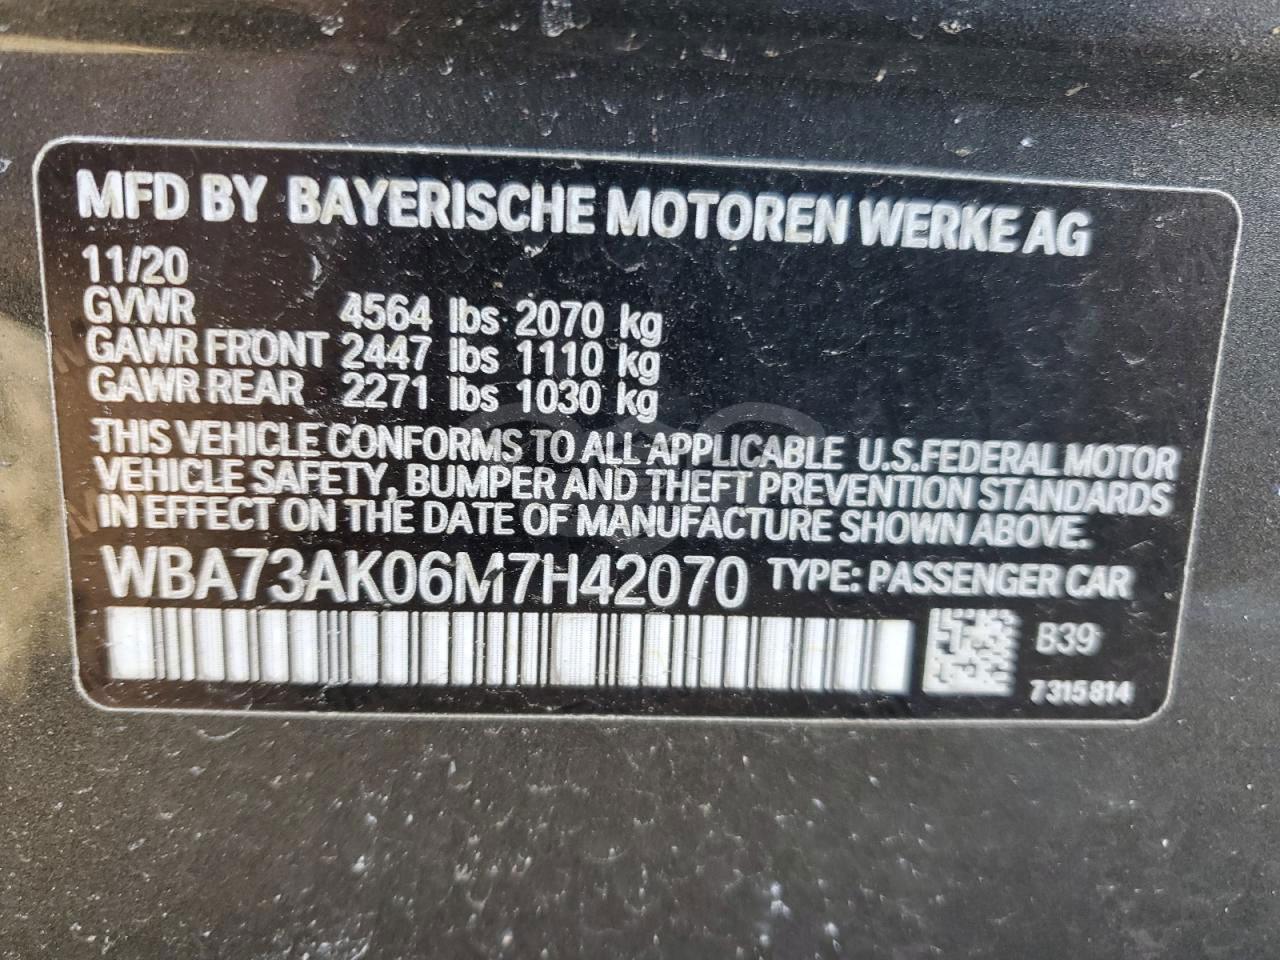 MFD BY BAYERISCHE MOTOREN WERKE AG
11/20
GVWR 4564 lbs 2070 kg
GAWR FRONT 2447 lbs 1110 kg
GAWR REAR 2271 lbs 1030 kg
THIS VEHICLE CONFORMS TO ALL APPLICABLE U.S.FEDERAL MOTOR
VEHICLE SAFETY, BUMPER AND THEFT PREVENTION STANDARDS
IN EFFECT ON THE DATE OF MANUFACTURE SHOWN ABOVE.
WBA73AK06M7H42070 TYPE: PASSENGER CAR
B39
7315814